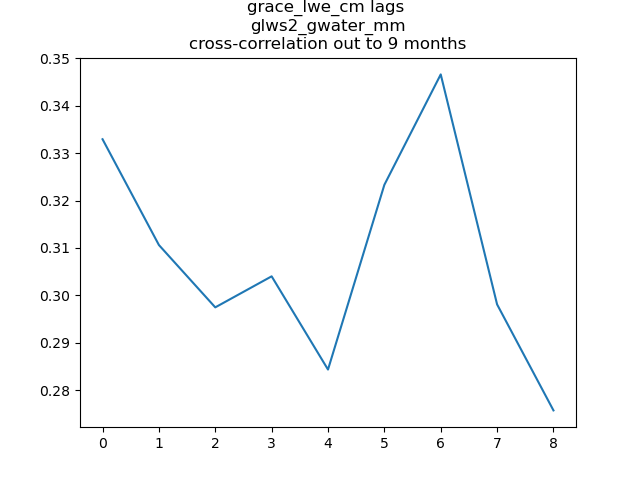 grace_lwe_cm lags
glws2_gwater_mm
cross-correlation out to 9 months
0.35
0.34
0.33
0.32
0.31
0.30
0.29
0.28
0 1 2 3 4 5 6 7 8